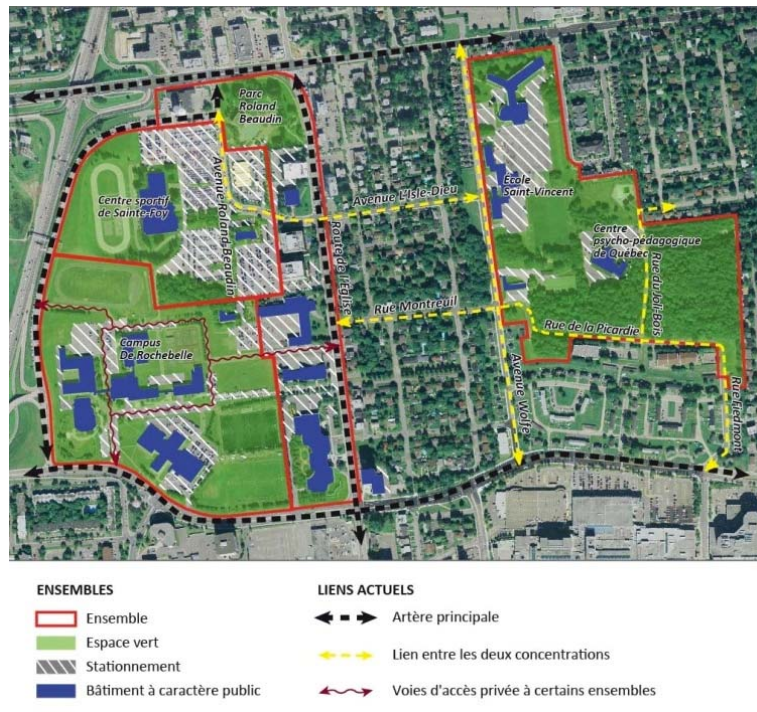 Parc
Roland
Beaudin
Centre sportif
de Sainte-Foy
Avenue Roland-Beaudin
Avenue L'Isle-Dieu
Route de l'Église
École
Saint-Vincent
Centre
psycho-pédagogique
de Québec
Rue du Joli-Bois
Rue Montreuil
Rue de la Picardie
Campus
De Rochebelle
Avenue Wolfe
Rue Fiedmont
ENSEMBLES
Ensemble
Espace vert
Stationnement
Bâtiment à caractère public
LIENS ACTUELS
Artère principale
Lien entre les deux concentrations
Voies d'accès privée à certains ensembles